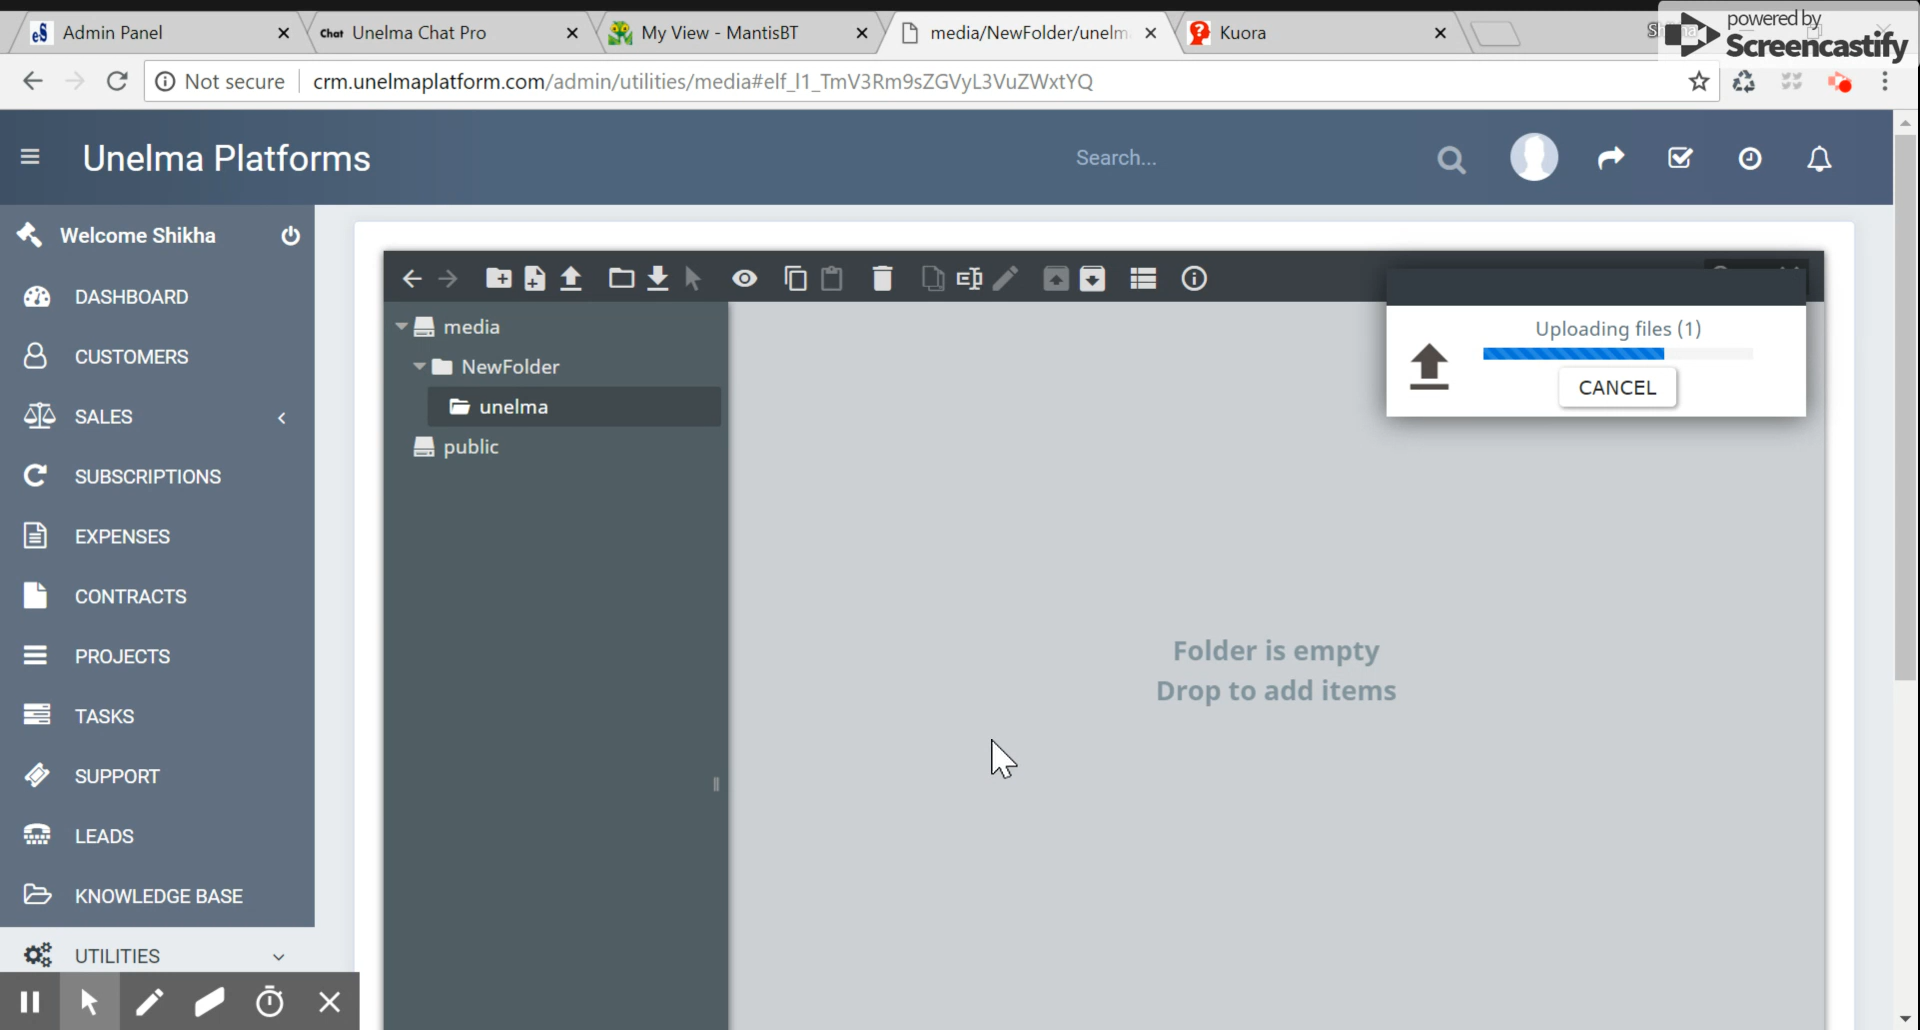 Admin Panel
Chat Unelma Chat Pro
My View - MantisBT
media/NewFolder/unelm
Kuora
powered by
Screencastify
Not secure
crm.unelmaplatform.com/admin/utilities/media#elf_l1_TmV3Rm9sZGVyL3VuZWxtYQ
Unelma Platforms
Search...
Welcome Shikha
DASHBOARD
CUSTOMERS
SALES
SUBSCRIPTIONS
EXPENSES
CONTRACTS
PROJECTS
TASKS
SUPPORT
LEADS
KNOWLEDGE BASE
UTILITIES
media
NewFolder
unelma
public
Uploading files (1)
CANCEL
Folder is empty
Drop to add items